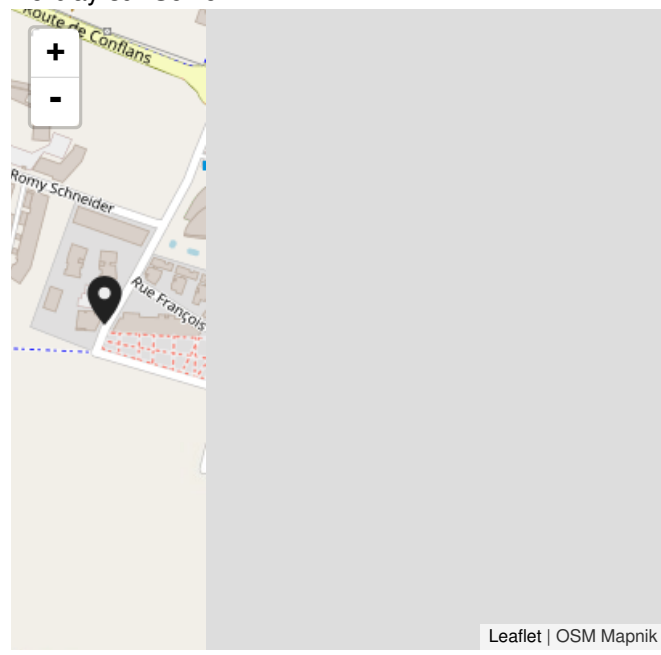 Route de Conflans
+
-
Romy Schneider
Rue François
Leaflet | OSM Mapnik